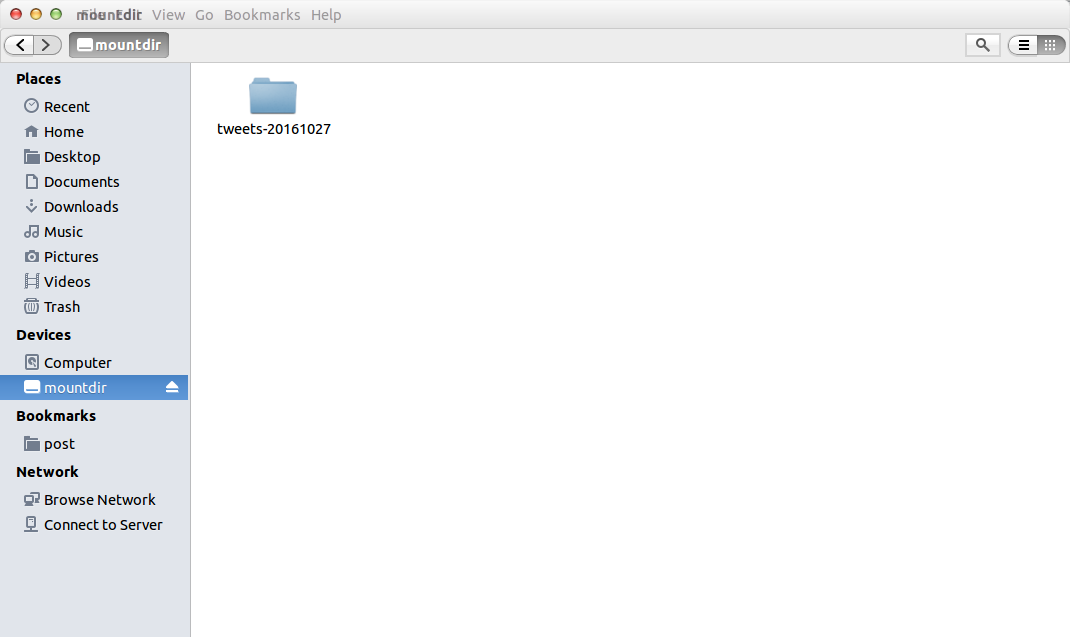 mountdir File Edit View Go Bookmarks Help
mountdir
Places
Recent
Home
Desktop
Documents
Downloads
Music
Pictures
Videos
Trash
Devices
Computer
mountdir
Bookmarks
post
Network
Browse Network
Connect to Server
tweets-20161027